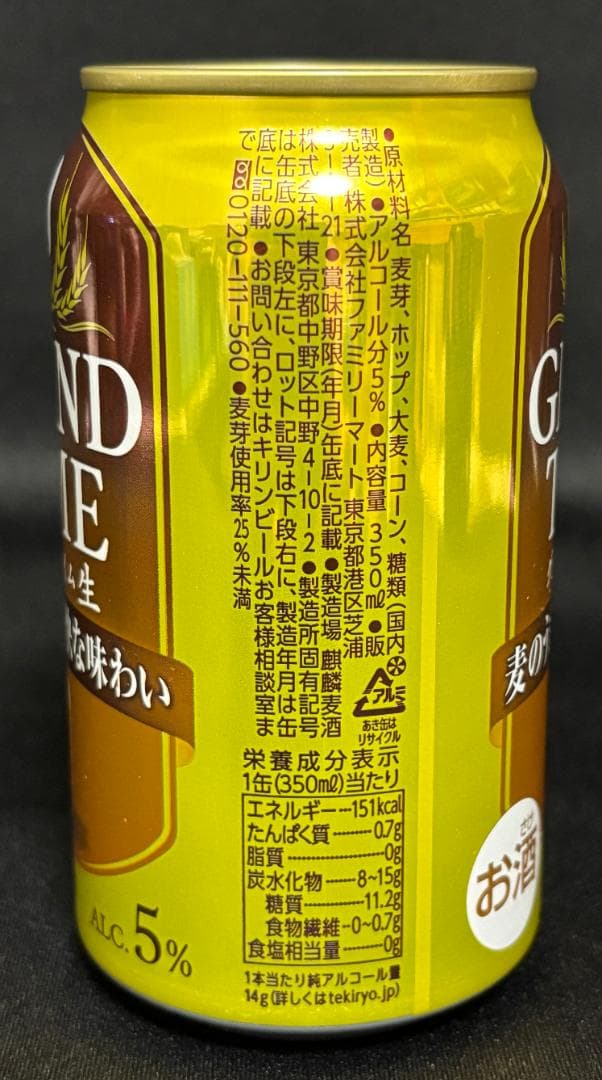 ●原材料名 麦芽、ホップ、大麦、コーン、糖類(国内
製造)●アルコール分5%●内容量 350㎖●販
売者 株式会社ファミリーマート 東京都港区芝浦
3-1-21●賞味期限(年月)缶底に記載●製造場 麒麟麦酒
株式会社 東京都中野区中野4-10-2●製造所固有記号
は缶底の下段左に、ロット記号は下段右に、製造年月は缶
底に記載●お問い合わせはキリンビールお客様相談室ま
で 0120-111-560●麦芽使用率25%未満
アルミ
あき缶は
リサイクル
栄養成分表示
1缶(350㎖)当たり
エネルギー---151kcal
たんぱく質--------0.7g
脂質----------------0g
炭水化物----8~15g
糖質-----------11.2g
食物繊維--0~0.7g
食塩相当量--------0g
1本当たり純アルコール量
14g(詳しくはtekiryo.jp)
ND
ME
ム生
な味わい
ALC. 5%
G
T
麦の
さけ
お酒